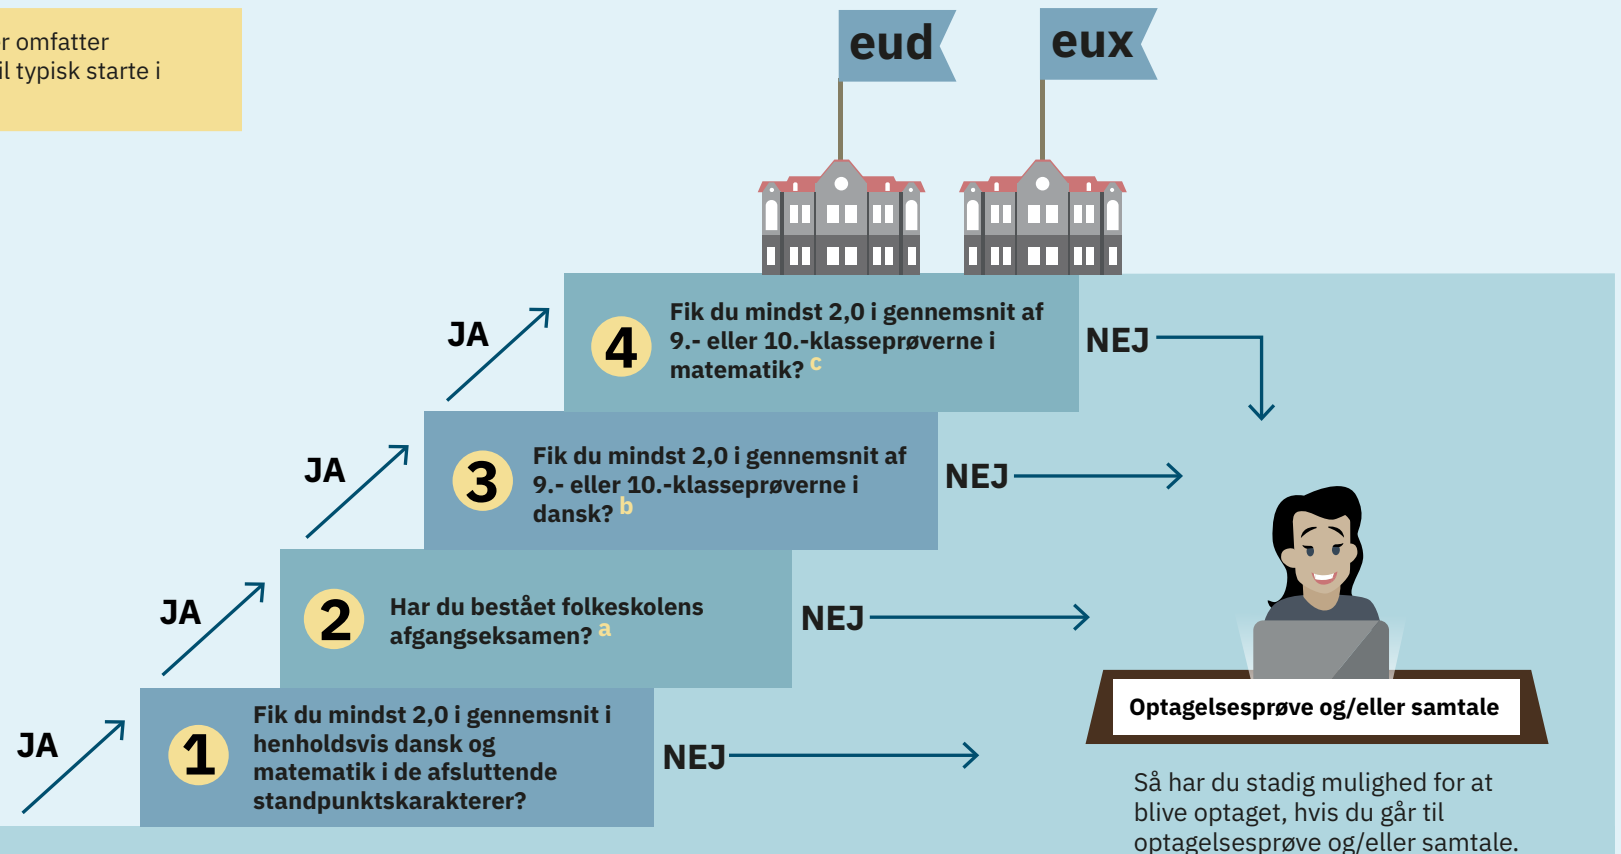 er omfatter
il typisk starte i
eud
eux
JA
4
Fik du mindst 2,0 i gennemsnit af
9.- eller 10.-klasseprøverne i
matematik? c
NEJ
JA
3
Fik du mindst 2,0 i gennemsnit af
9.- eller 10.-klasseprøverne i
dansk? b
NEJ
JA
2
Har du bestået folkeskolens
afgangseksamen? a
NEJ
JA
1
Fik du mindst 2,0 i gennemsnit i
henholdsvis dansk og
matematik i de afsluttende
standpunktskarakterer?
NEJ
Optagelsesprøve og/eller samtale
Så har du stadig mulighed for at
blive optaget, hvis du går til
optagelsesprøve og/eller samtale.